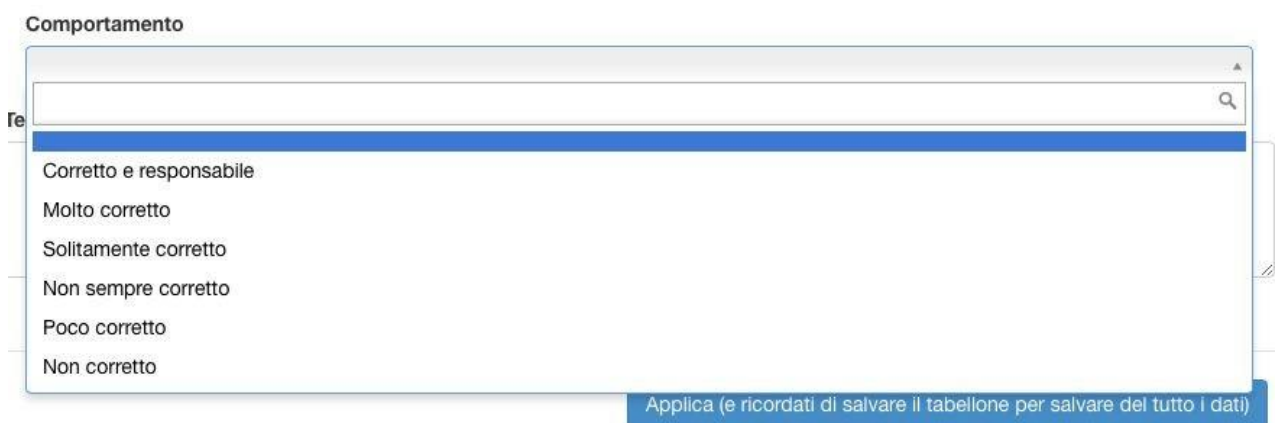 Comportamento
Te
Corretto e responsabile
Molto corretto
Solitamente corretto
Non sempre corretto
Poco corretto
Non corretto
Applica (e ricordati di salvare il tabellone per salvare del tutto i dati)